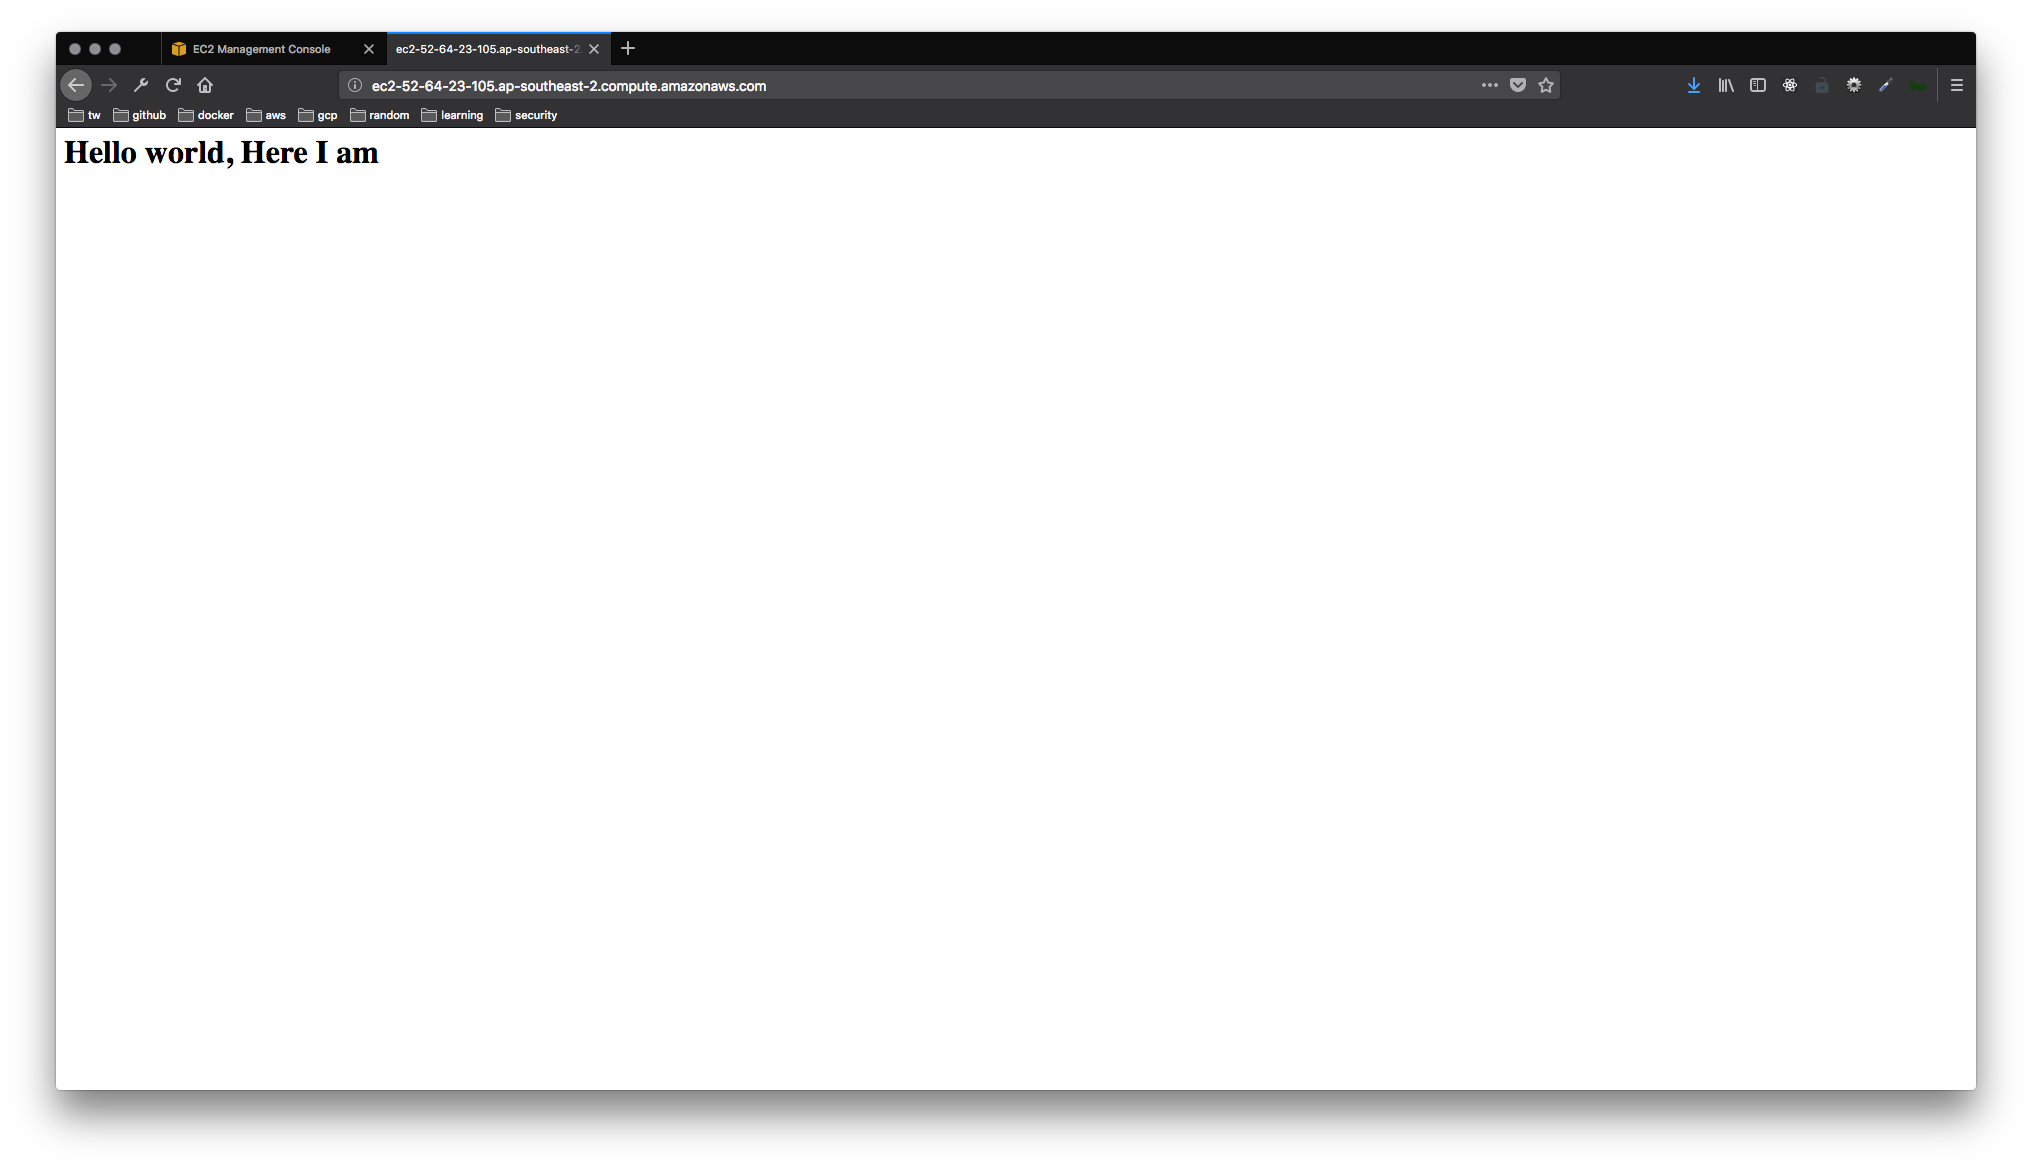 EC2 Management Console
ec2-52-64-23-105.ap-southeast-2
ec2-52-64-23-105.ap-southeast-2.compute.amazonaws.com
tw github docker aws gcp random learning security
Hello world, Here I am